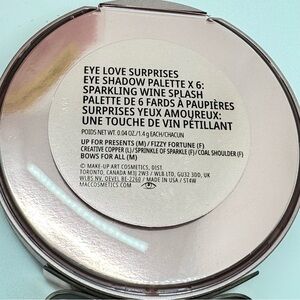 EYE LOVE SURPRISES
EYE SHADOW PALETTE X 6:
SPARKLING WINE SPLASH
PALETTE DE 6 FARDS À PAUPIÈRES
SURPRISES YEUX AMOUREUX:
UNE TOUCHE DE VIN PÉTILLANT
POIDS NET WT. 0.04 OZ./1.4 g EACH/CHACUN
UP FOR PRESENTS (M) / FIZZY FORTUNE (F)
CREATIVE COPPER (L) / SPRINKLE OF SPARKLE (F) / COAL SHOULDER (F)
BOWS FOR ALL (M)
© MAKE-UP ART COSMETICS, DIST.
TORONTO, CANADA M3J 2W3 / WLB LTD, GU32 3DD, UK
WLBS NV, OEVEL BE-2260 / MADE IN USA / ST4W
MACCOSMETICS.COM